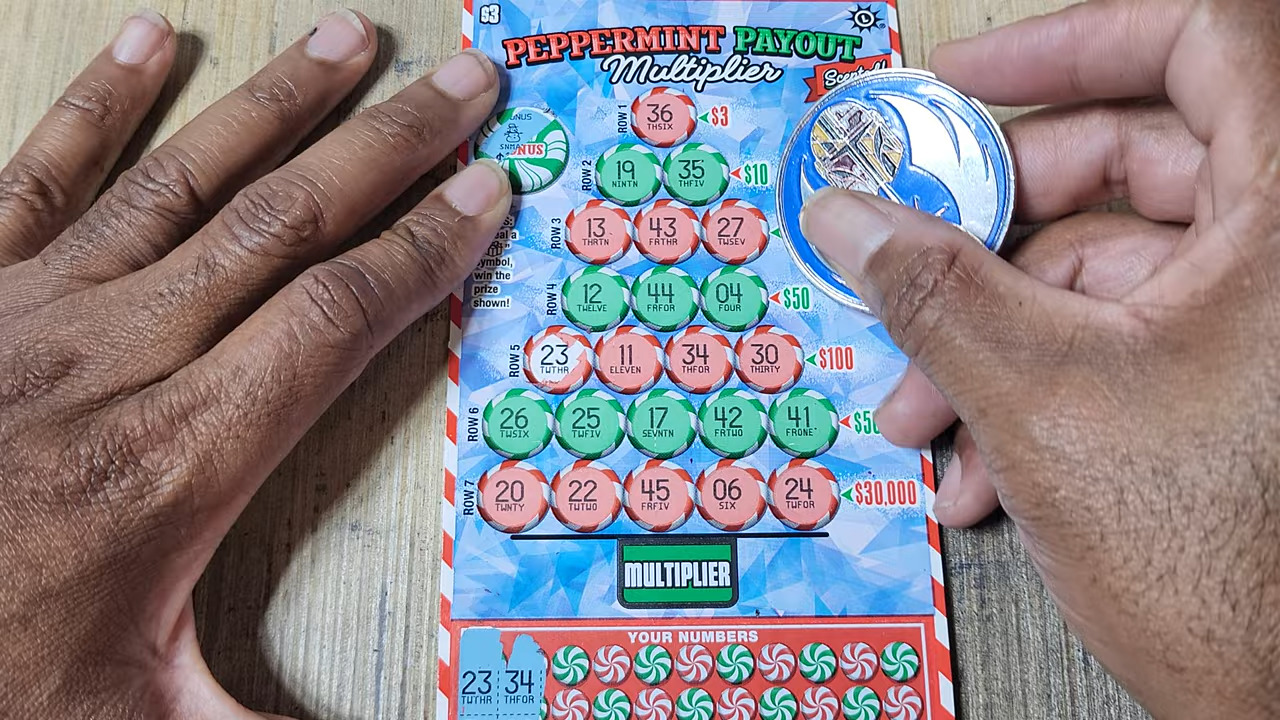 $3
PEPPERMINT PAYOUT
Multiplier
ROW 1 36 THSIX $3
NUS
ROW 2 19 NINTN 35 THFIV $10
ROW 3 13 THRTN 43 FRTHR 27 TWSEV
ymbol,
win the
prize
shown!
ROW 4 12 TWELVE 44 FRFOR 04 FOUR $50
ROW 5 23 TWTHR 11 ELEVEN 34 THFOR 30 THIRTY $100
ROW 6 26 TWSIX 25 TWFIV 17 SEVNTN 42 FRTWO 41 FRONE
ROW 7 20 TWNTY 22 TWTWO 45 FRFIV 06 SIX 24 TWFOR $30,000
MULTIPLIER
YOUR NUMBERS
23 TWTHR 34 THFOR